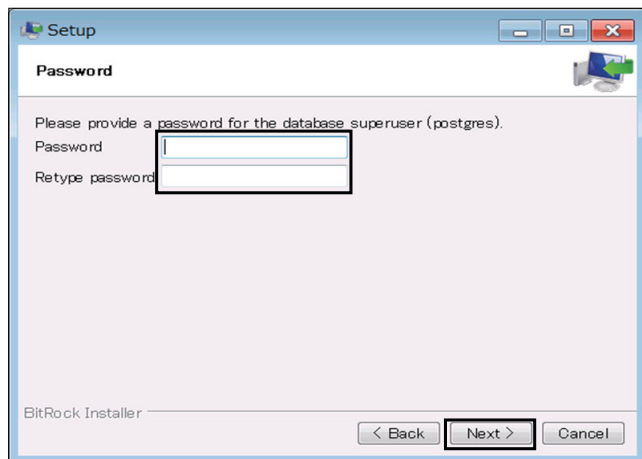 Setup
Password
Please provide a password for the database superuser (postgres).
Password
Retype password
BitRock Installer
< Back
Next >
Cancel